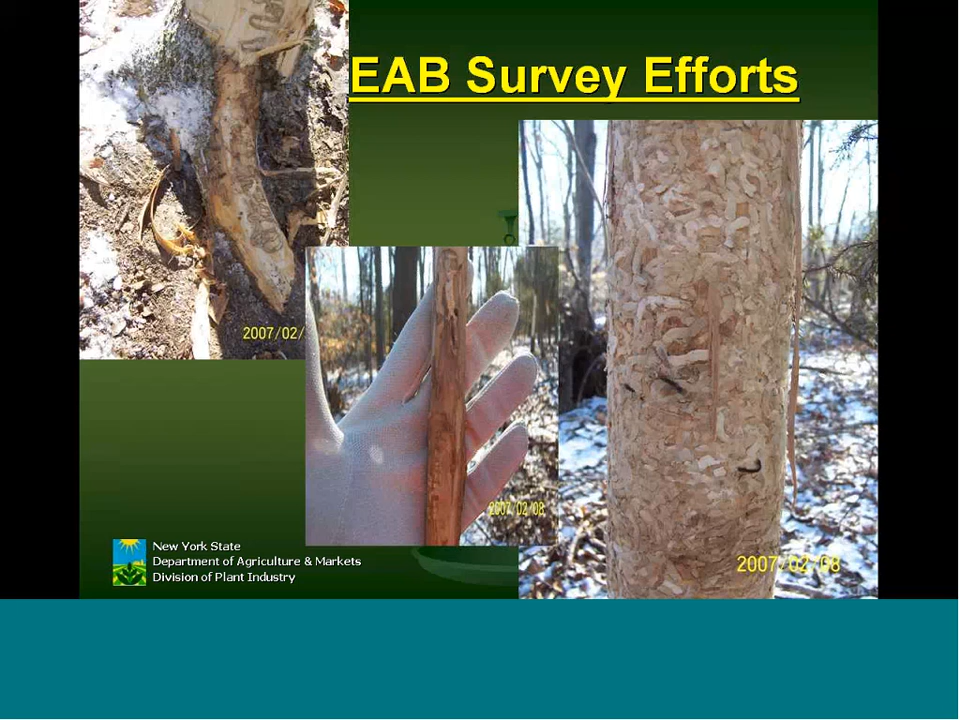 EAB Survey Efforts
2007/02/
2007/02/08
2007/02/08
New York State
Department of Agriculture & Markets
Division of Plant Industry